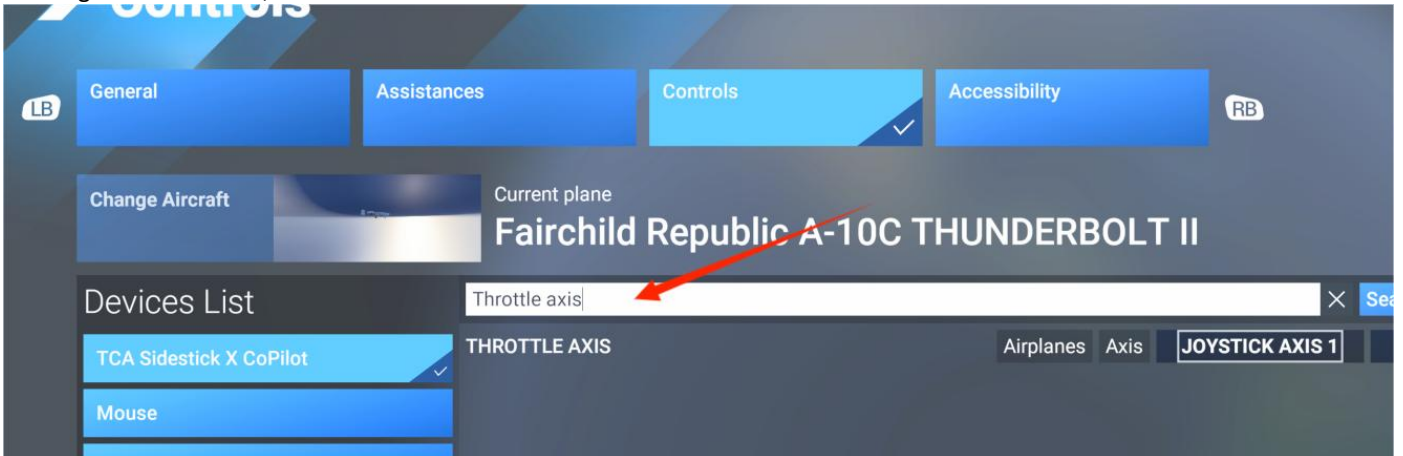 Controls
LB
General
Assistances
Controls
Accessibility
RB
Change Aircraft
Current plane
Fairchild Republic A-10C THUNDERBOLT II
Devices List
Throttle axis
TCA Sidestick X CoPilot
THROTTLE AXIS
Airplanes
Axis
JOYSTICK AXIS 1
Mouse